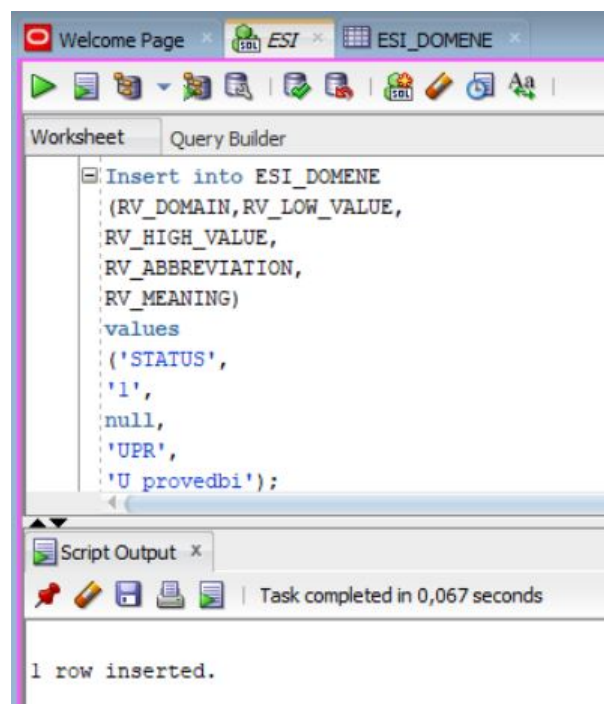 Welcome Page ESI ESI_DOMENE
Worksheet Query Builder
Insert into ESI_DOMENE
(RV_DOMAIN,RV_LOW_VALUE,
RV_HIGH_VALUE,
RV_ABBREVIATION,
RV_MEANING)
values
('STATUS',
'1',
null,
'UPR',
'U provedbi');
Script Output
Task completed in 0,067 seconds
1 row inserted.